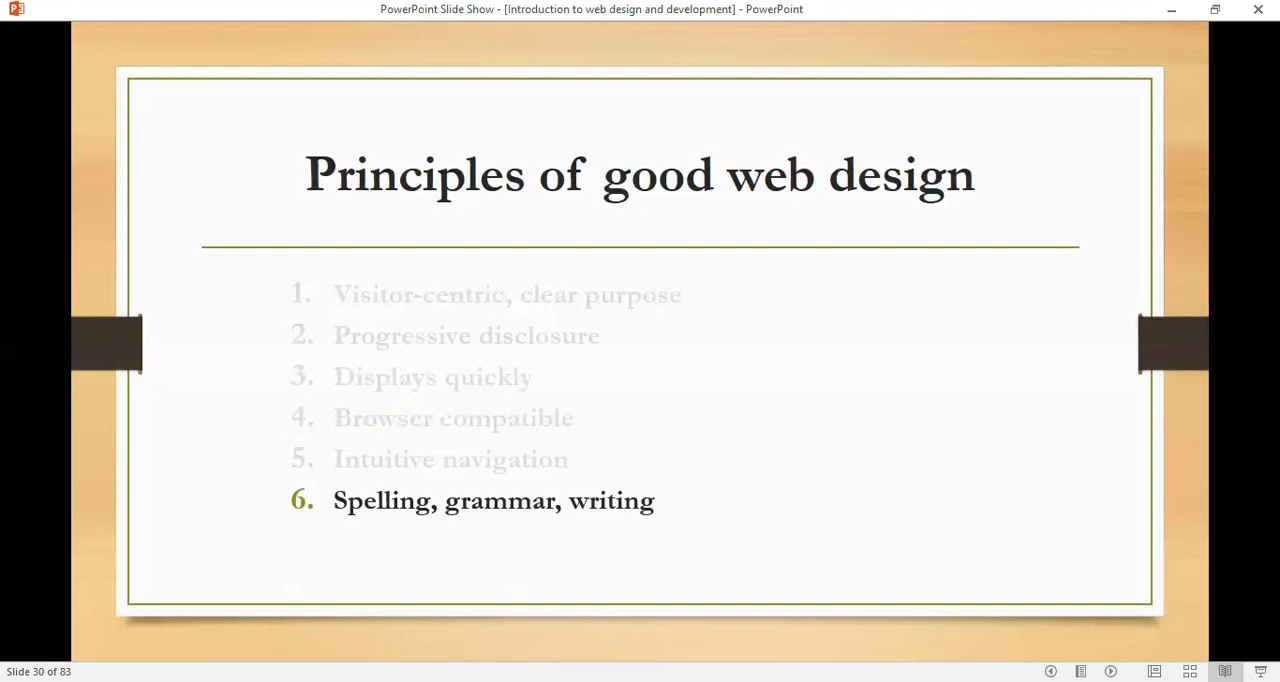 PowerPoint Slide Show - [Introduction to web design and development] - PowerPoint
Principles of good web design
1. Visitor-centric, clear purpose
2. Progressive disclosure
3. Displays quickly
4. Browser compatible
5. Intuitive navigation
6. Spelling, grammar, writing
Slide 30 of 83